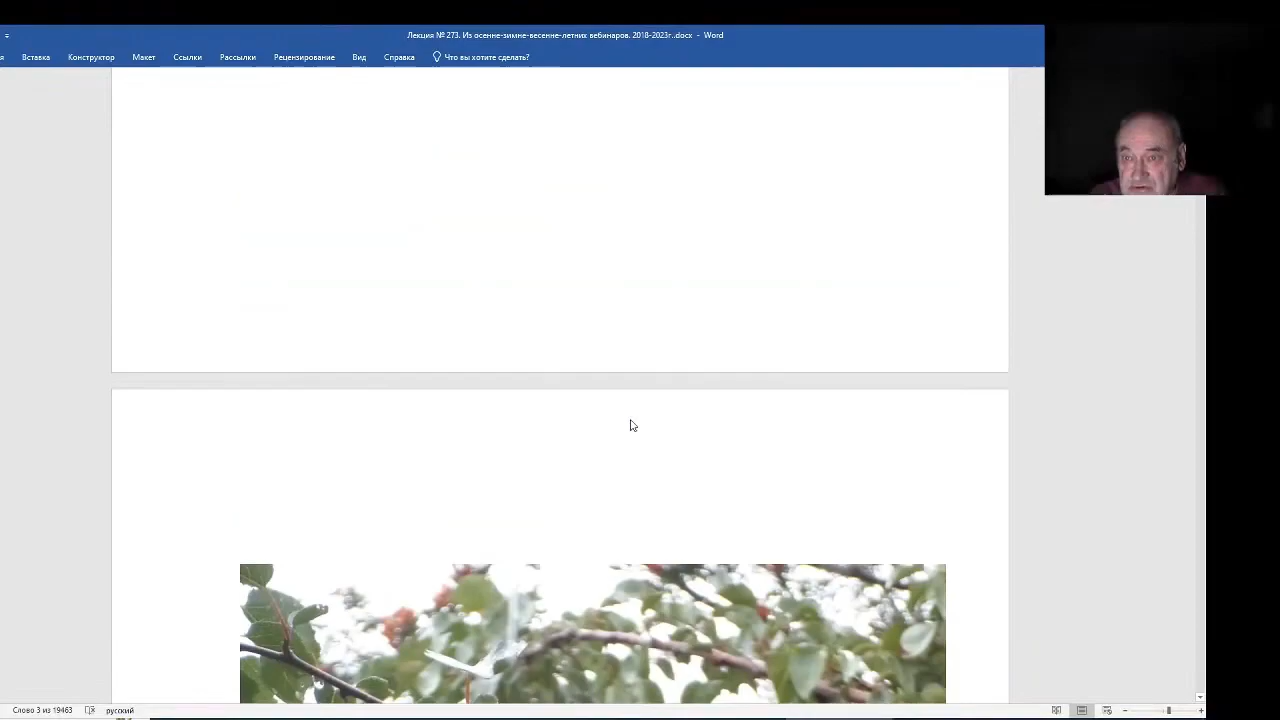 Лекция № 273. Из осенне-зимне-весенне-летних вебинаров. 2018-2023г..docx - Word
я Вставка Конструктор Макет Ссылки Рассылки Рецензирование Вид Справка Что вы хотите сделать?
Слово 3 из 19463 русский